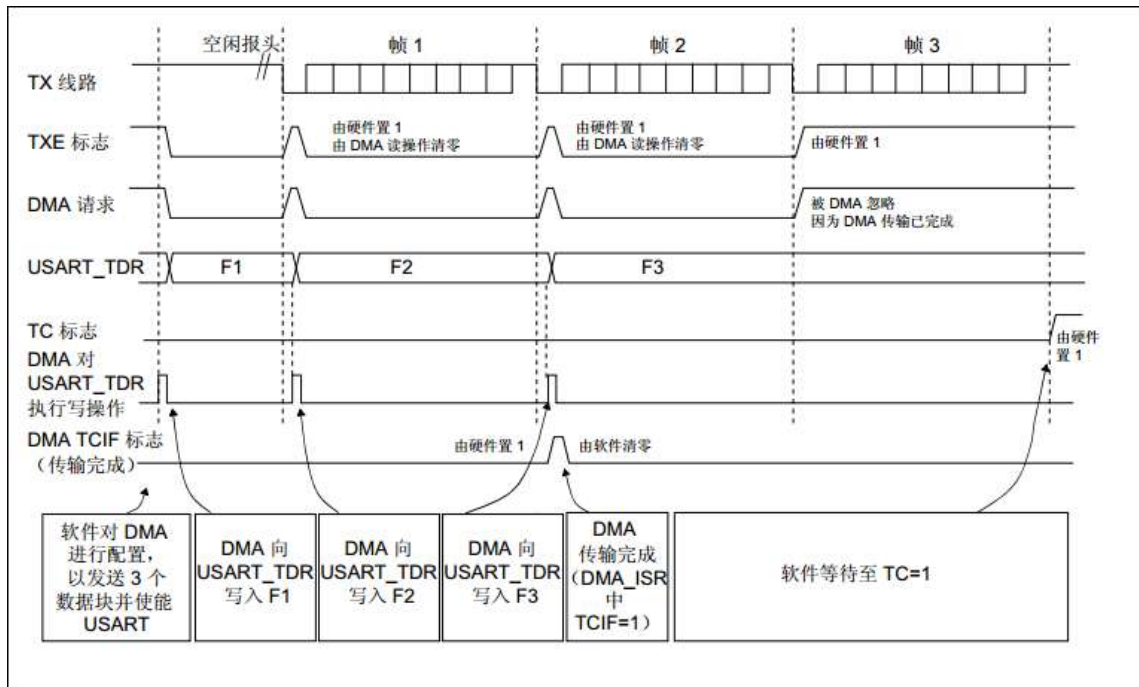 空闲报头
帧 1
帧 2
帧 3
TX 线路
TXE 标志
由硬件置 1
由 DMA 读操作清零
由硬件置 1
由 DMA 读操作清零
由硬件置 1
DMA 请求
被 DMA 忽略
因为 DMA 传输已完成
USART_TDR
F1
F2
F3
TC 标志
由硬件
置 1
DMA 对
USART_TDR
执行写操作
DMA TCIF 标志
（传输完成）
由硬件置 1
由软件清零
软件对 DMA
进行配置，
以发送 3 个
数据块并使能
USART
DMA 向
USART_TDR
写入 F1
DMA 向
USART_TDR
写入 F2
DMA 向
USART_TDR
写入 F3
DMA
传输完成
（DMA_ISR
中
TCIF=1）
软件等待至 TC=1